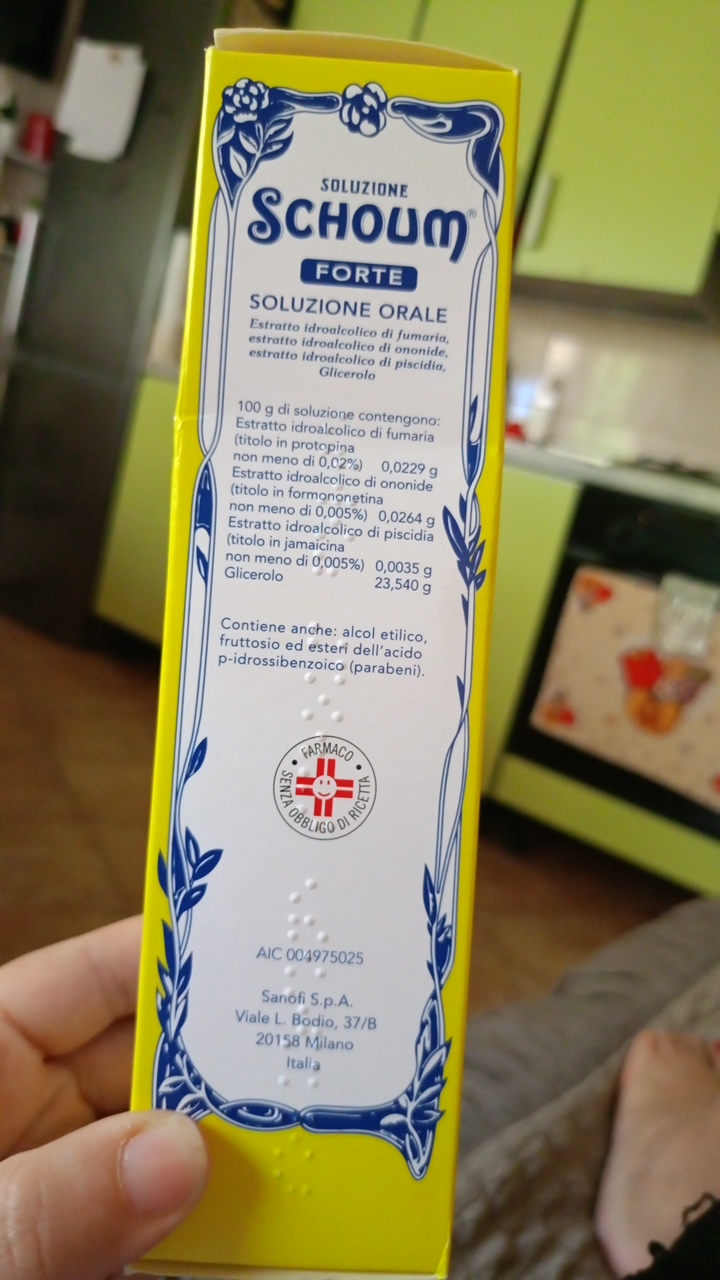 SOLUZIONE
SCHOUM®
FORTE
SOLUZIONE ORALE
Estratto idroalcolico di fumaria,
estratto idroalcolico di ononide,
estratto idroalcolico di piscidia,
Glicerolo
100 g di soluzione contengono:
Estratto idroalcolico di fumaria
(titolo in protopina
non meno di 0,02%) 0,0229 g
Estratto idroalcolico di ononide
(titolo in formononetina
non meno di 0,005%) 0,0264 g
Estratto idroalcolico di piscidia
(titolo in jamaicina
non meno di 0,005%) 0,0035 g
Glicerolo 23,540 g
Contiene anche: alcol etilico,
fruttosio ed esteri dell'acido
p-idrossibenzoico (parabeni).
• FARMACO •
SENZA OBBLIGO DI RICETTA
AIC 004975025
Sanofi S.p.A.
Viale L. Bodio, 37/B
20158 Milano
Italia